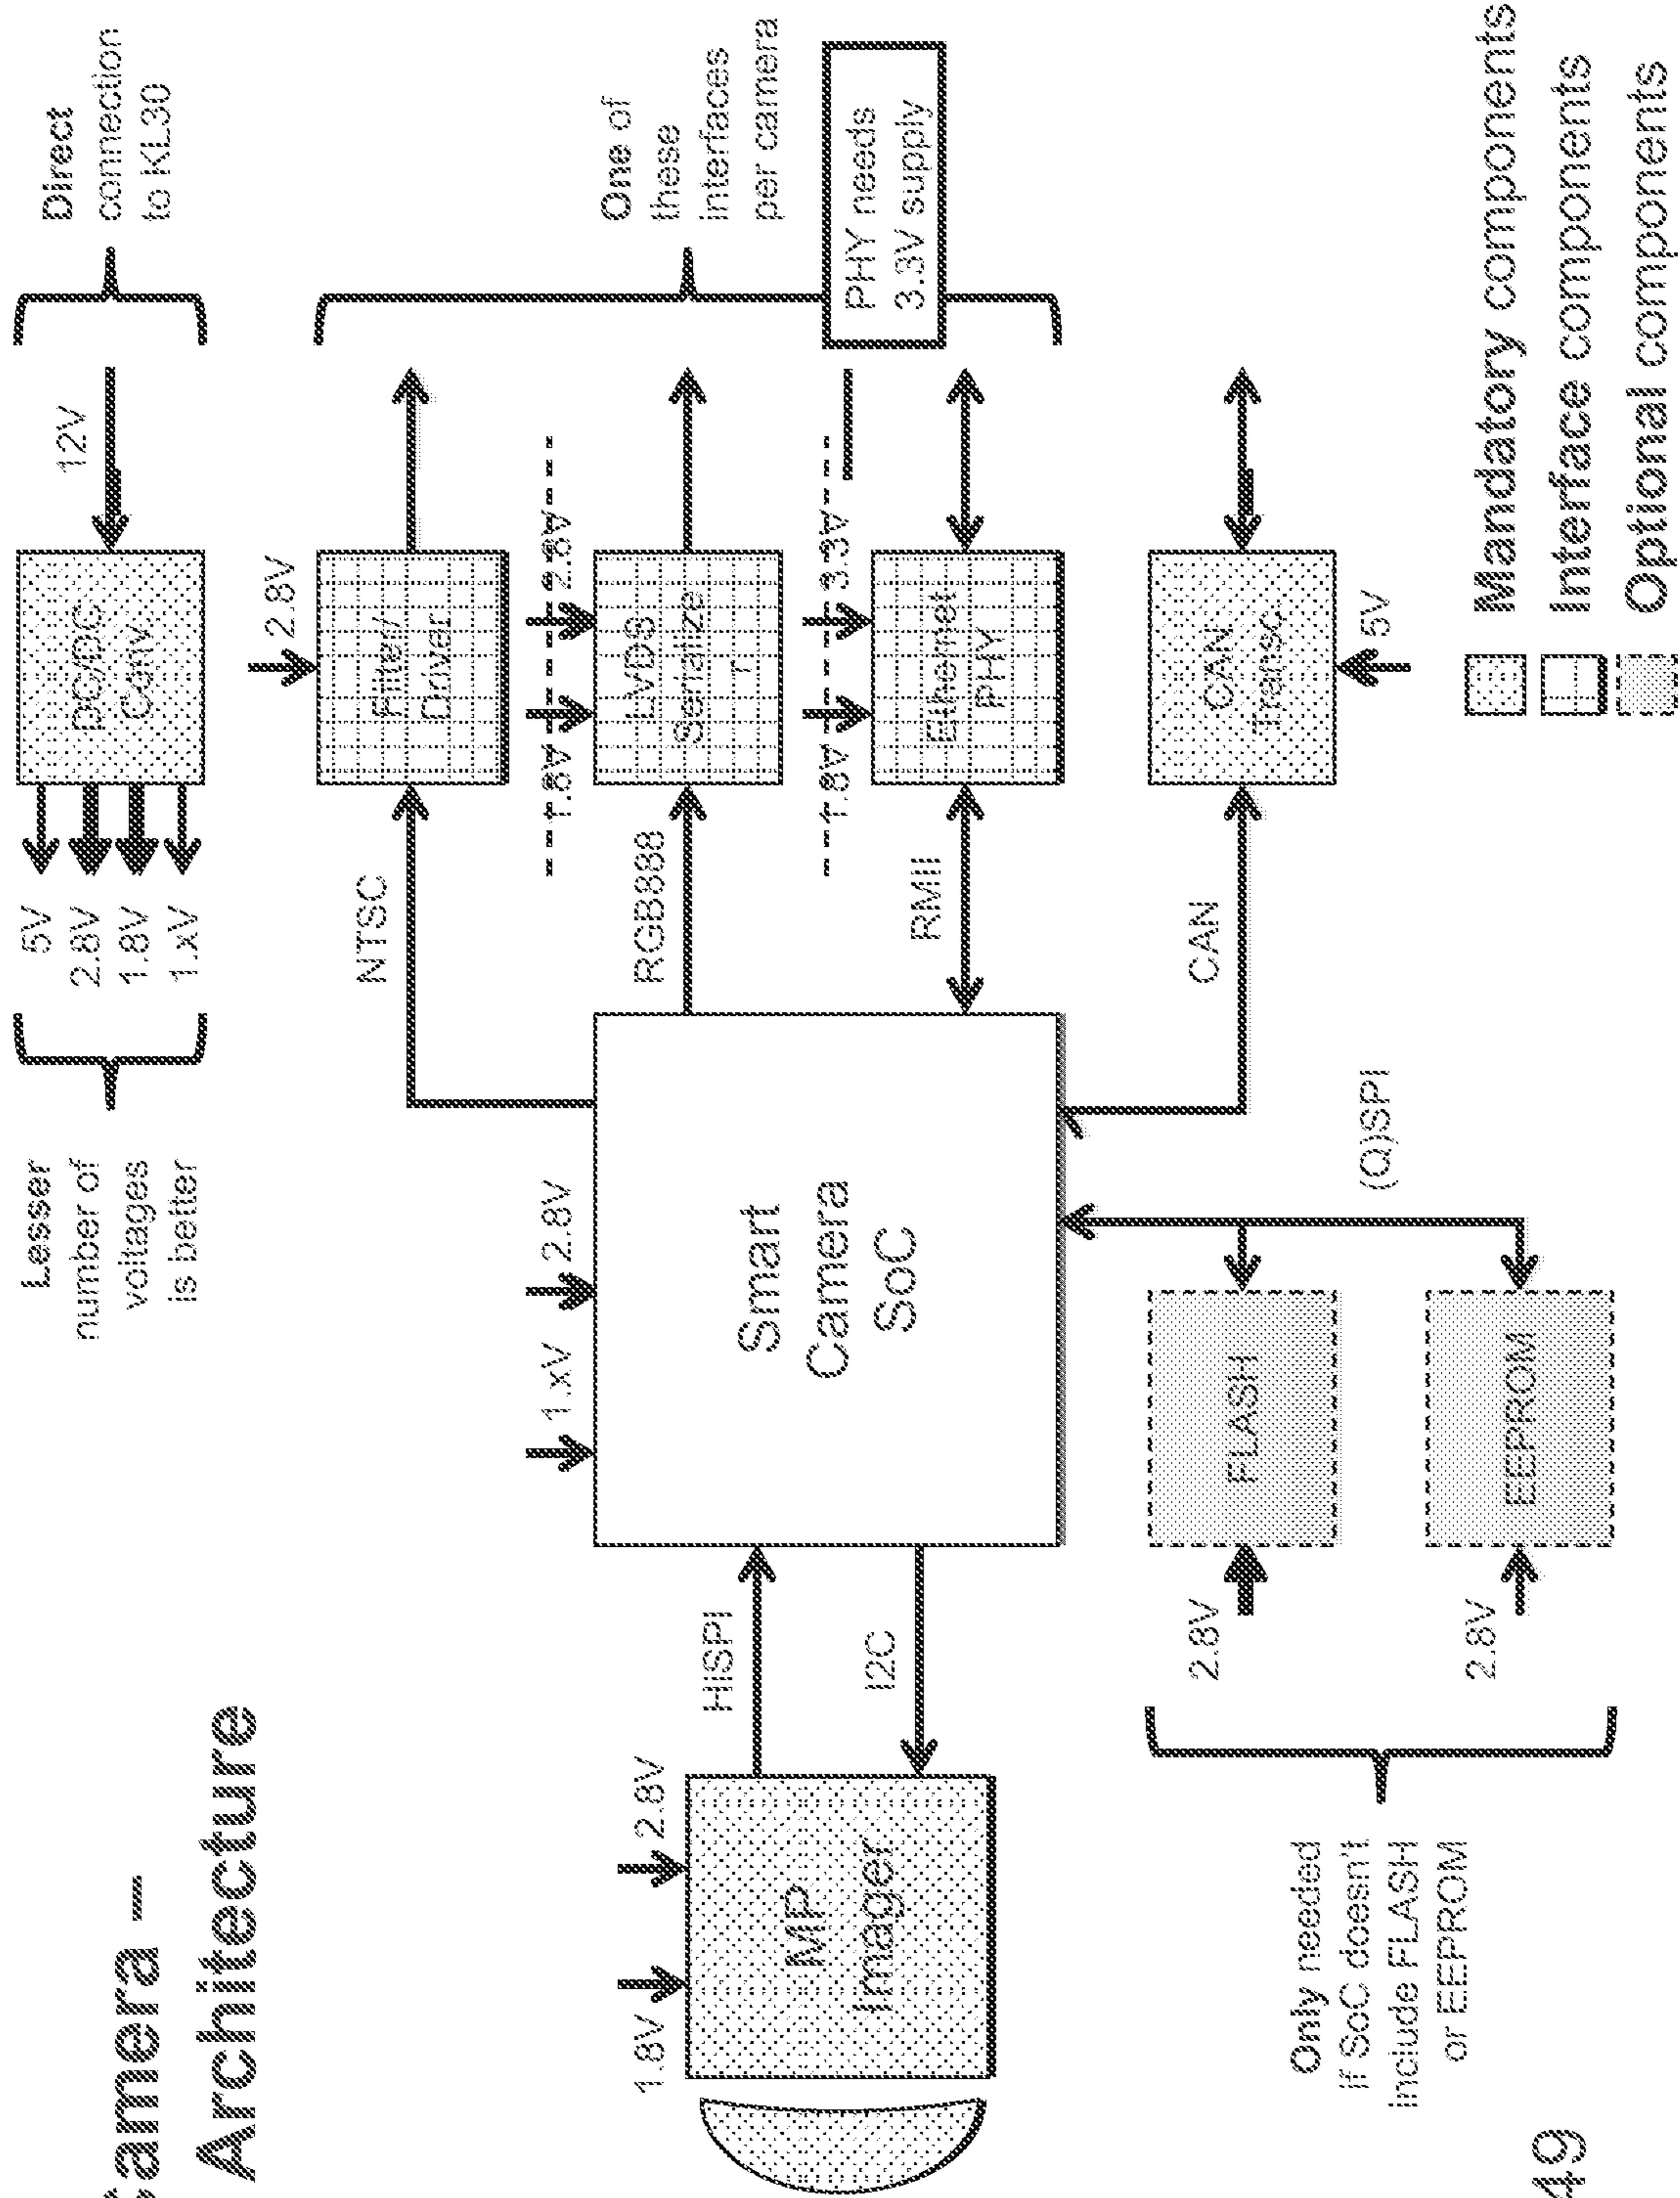 Camera –
Architecture
Lesser
number of
voltages
is better
5V
2.8V
1.8V
1.xV
DC/DC
Conv
12V
Direct
connection
to KL30
NTSC
2.8V
Filter/
Driver
1.8V
2.8V
RGB888
LVDS
Serialize
r
One of
these
interfaces
per camera
1.8V
3.3V
RMII
Ethernet
PHY
PHY needs
3.3V supply
1.xV
2.8V
Smart
Camera
SoC
1.8V
2.8V
MP
Imager
HISPI
I2C
CAN
CAN
Transc.
5V
(Q)SPI
2.8V
FLASH
2.8V
EEPROM
Only needed
if SoC doesn't
include FLASH
or EEPROM
Mandatory components
Interface components
Optional components
49